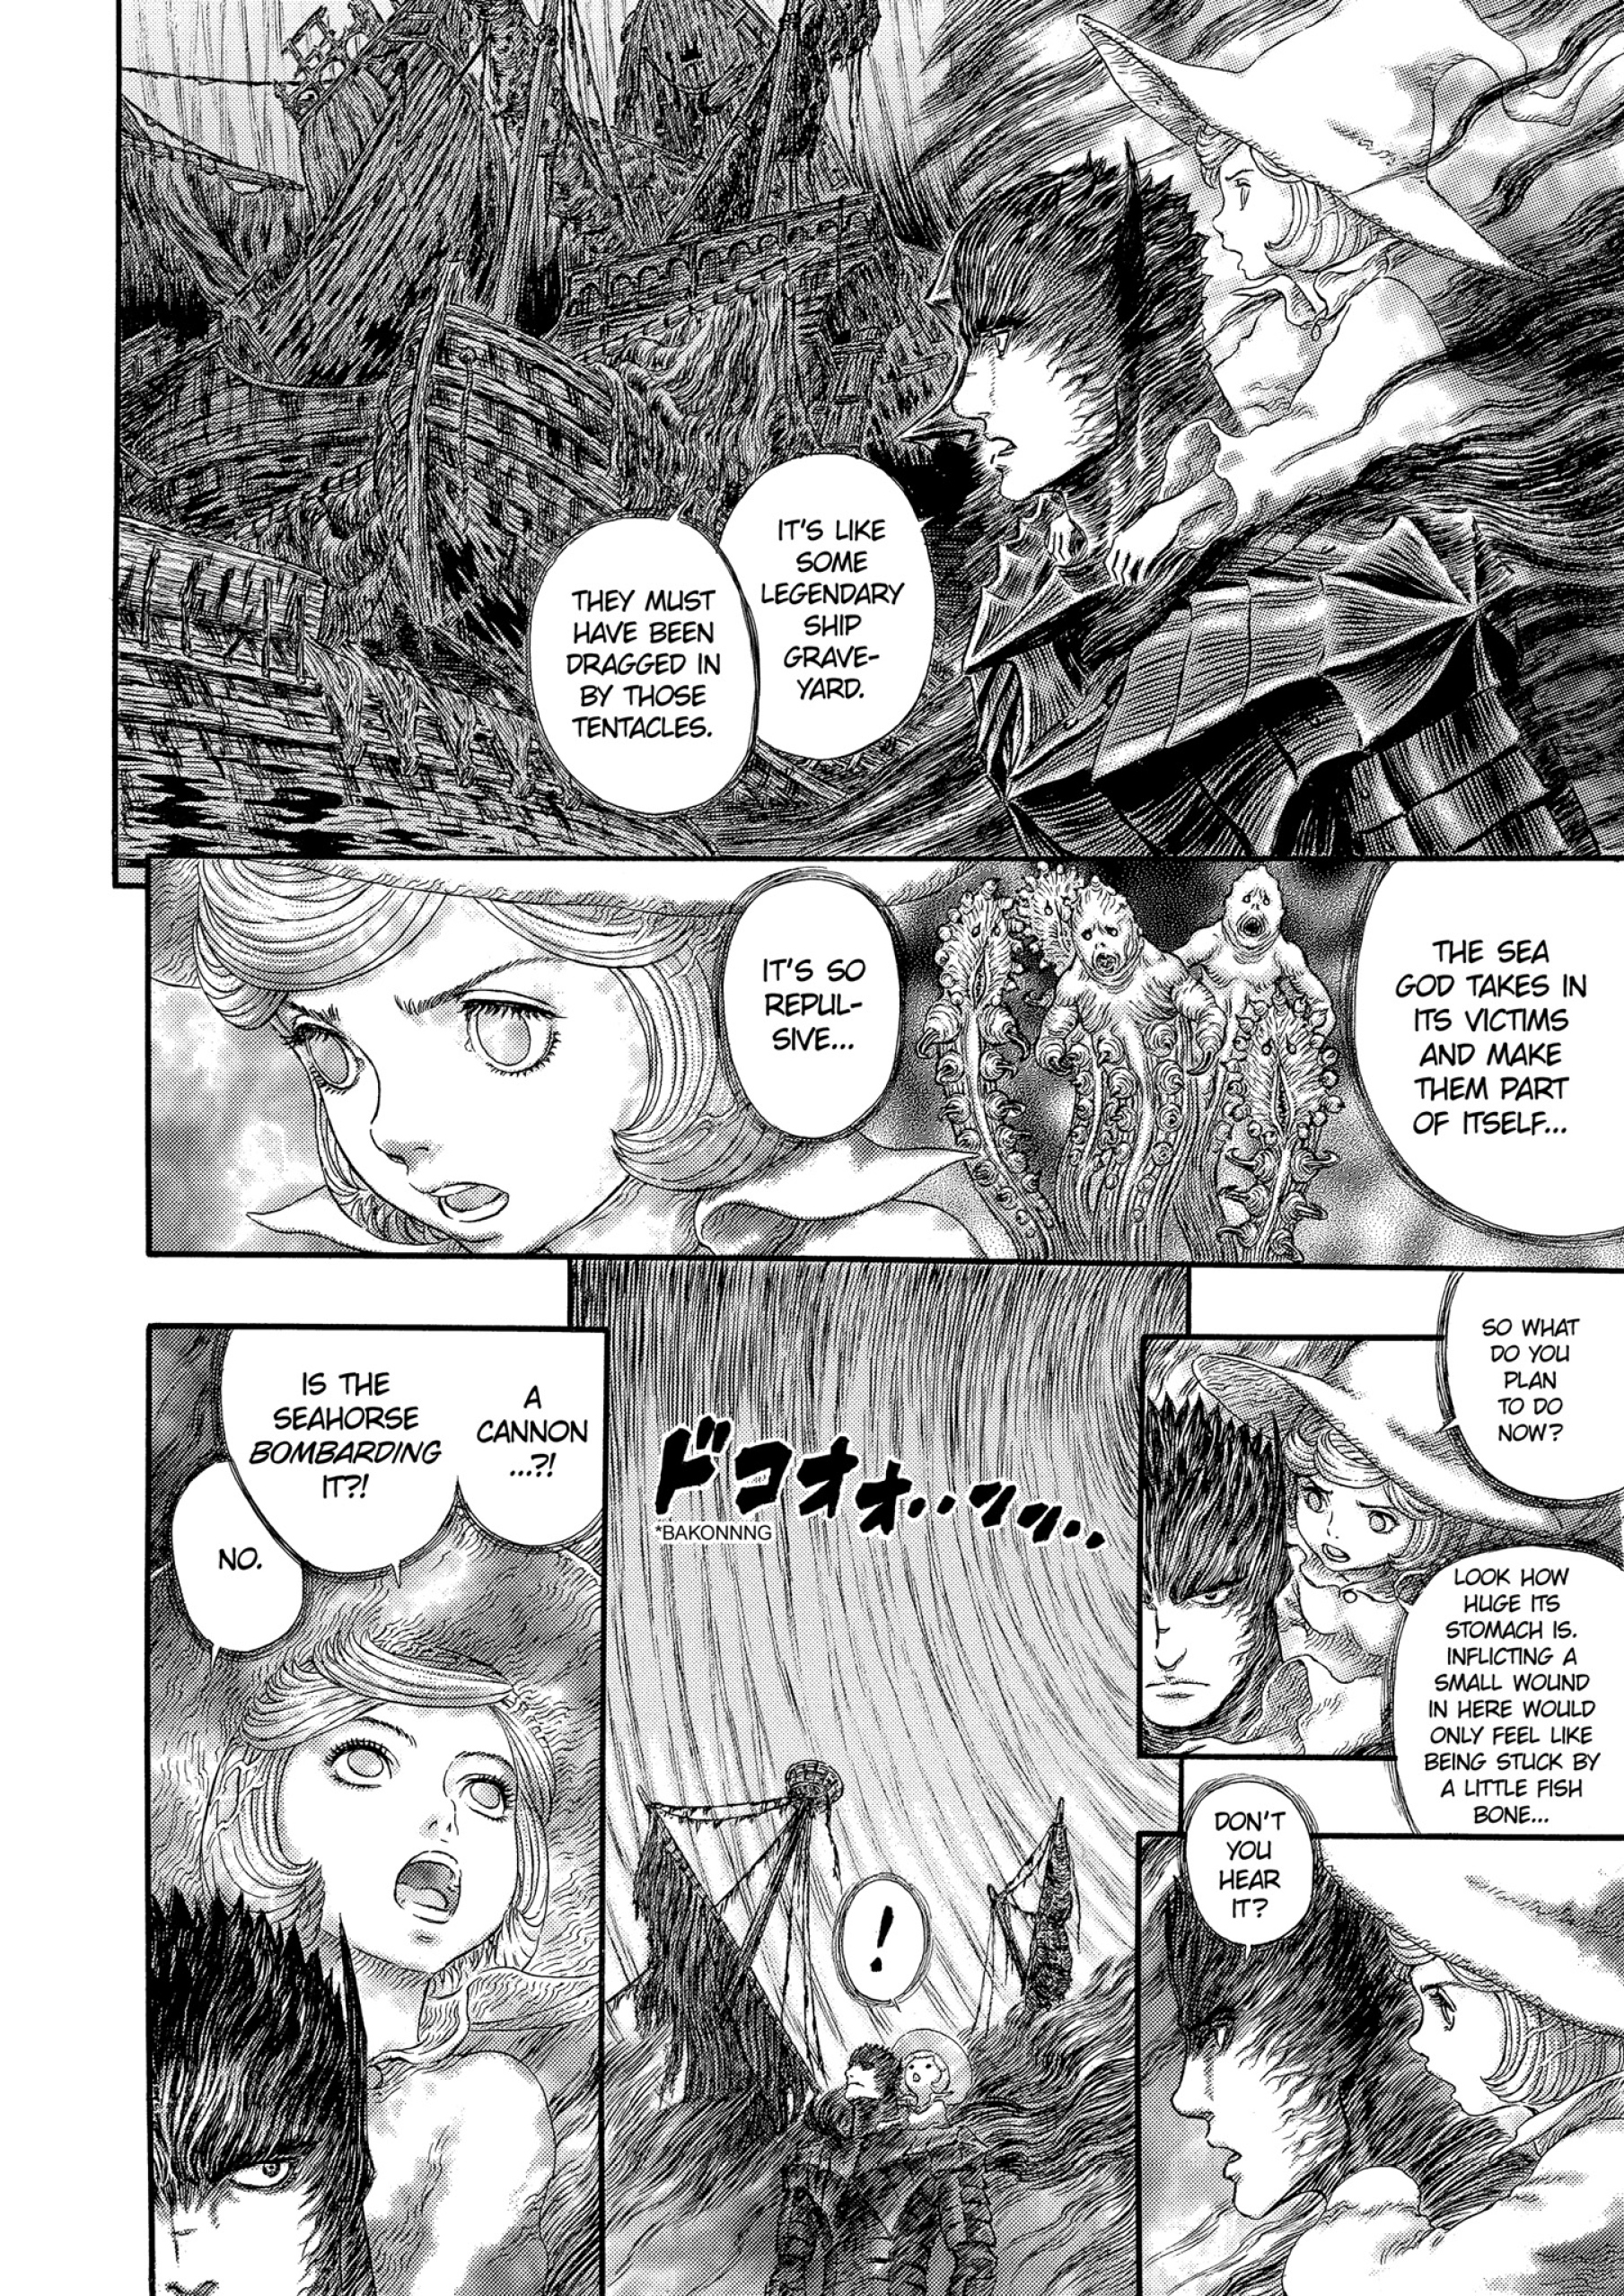 IT'S LIKE
SOME
LEGENDARY
SHIP
GRAVE-
YARD.
THEY MUST
HAVE BEEN
DRAGGED IN
BY THOSE
TENTACLES.
THE SEA
GOD TAKES IN
ITS VICTIMS
AND MAKE
THEM PART
OF ITSELF...
IT'S SO
REPUL-
SIVE...
SO WHAT
DO YOU
PLAN
TO DO
NOW?
LOOK HOW
HUGE ITS
STOMACH IS.
INFLICTING A
SMALL WOUND
IN HERE WOULD
ONLY FEEL LIKE
BEING STUCK BY
A LITTLE FISH
BONE...
DON'T
YOU
HEAR
IT?
ドコオォ‥ッッ‥
*BAKONNNG
!
A
CANNON
...?!
IS THE
SEAHORSE
BOMBARDING
IT?!
NO.